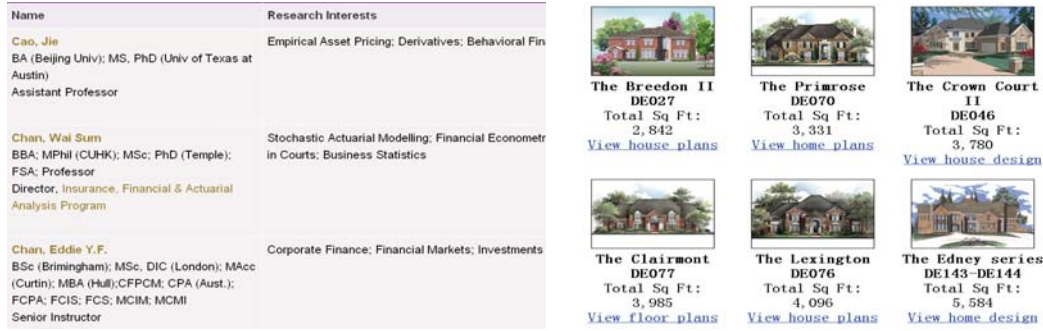 Name Research Interests
Cao, Jie
BA (Beijing Univ); MS, PhD (Univ of Texas at
Austin)
Assistant Professor
Empirical Asset Pricing; Derivatives; Behavioral Fin
Chan, Wai Sum
BBA; MPhil (CUHK); MSc; PhD (Temple);
FSA; Professor
Director, Insurance, Financial & Actuarial
Analysis Program
Stochastic Actuarial Modelling; Financial Econometr
in Courts; Business Statistics
Chan, Eddie Y.F.
BSc (Brimingham); MSc, DIC (London); MAcc
(Curtin); MBA (Hull);CFPCM; CPA (Aust.);
FCPA; FCIS; FCS; MCIM; MCMI
Senior Instructor
Corporate Finance; Financial Markets; Investments
The Breedon II
DE027
Total Sq Ft:
2,842
View house plans
The Primrose
DE070
Total Sq Ft:
3,331
View home plans
The Crown Court
II
DE046
Total Sq Ft:
3,780
View house design
The Clairmont
DE077
Total Sq Ft:
3,985
View floor plans
The Lexington
DE076
Total Sq Ft:
4,096
View house plans
The Edney series
DE143-DE144
Total Sq Ft:
5,584
View home design